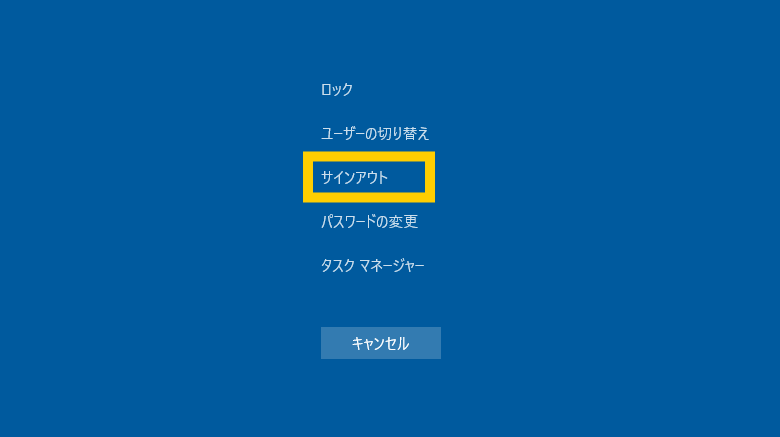 ロック
ユーザーの切り替え
サインアウト
パスワードの変更
タスク マネージャー
キャンセル